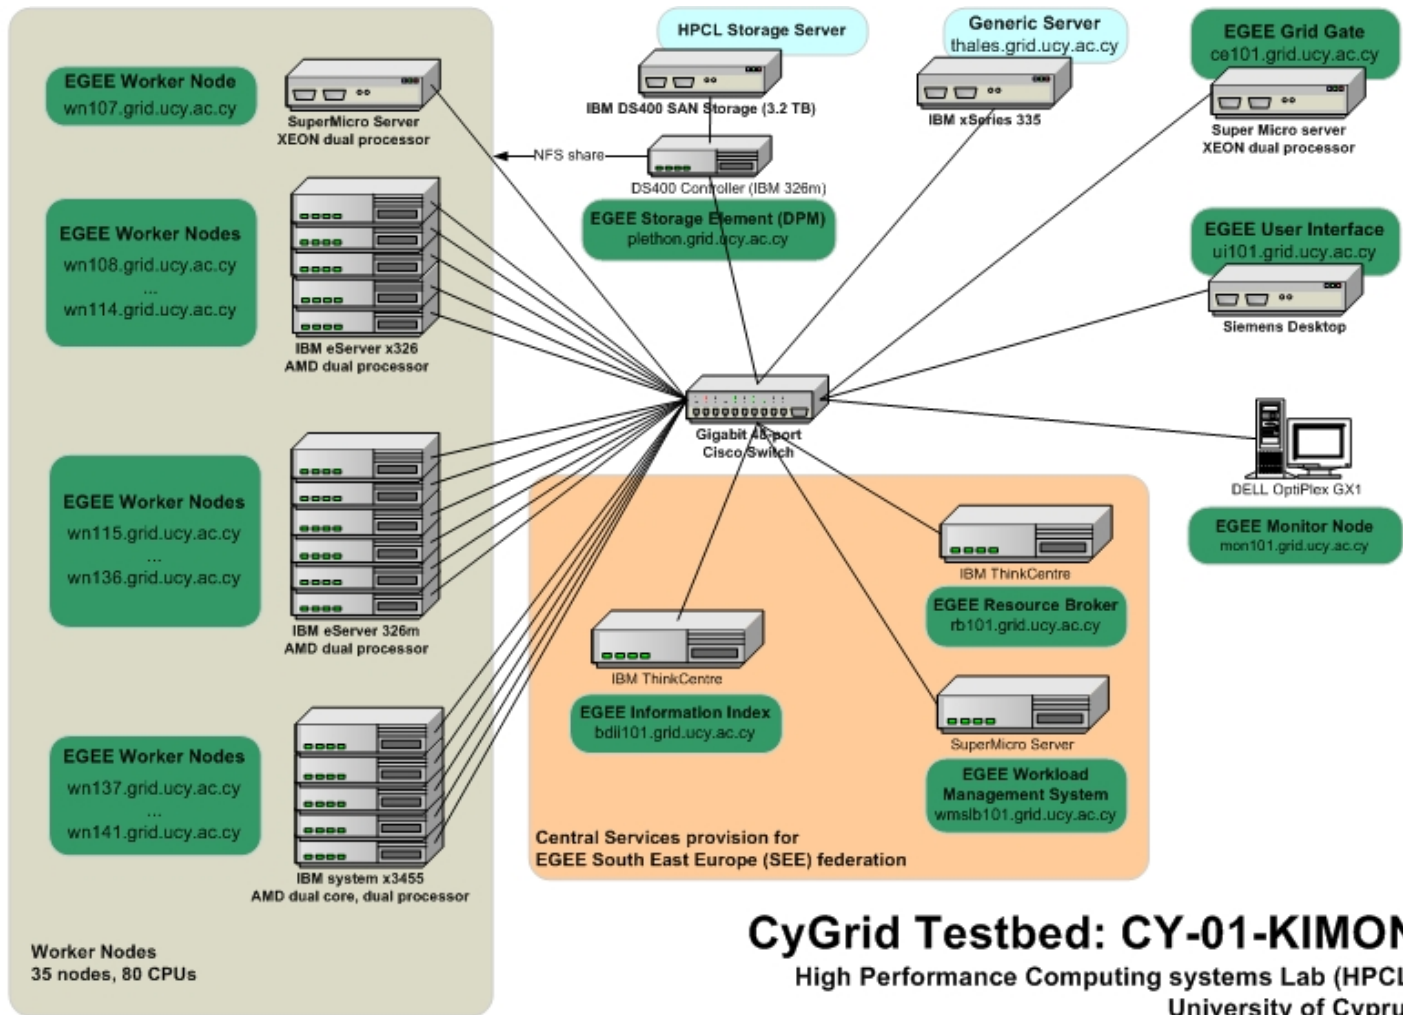 EGEE Worker Node
wn107.grid.ucy.ac.cy
SuperMicro Server
XEON dual processor
EGEE Worker Nodes
wn108.grid.ucy.ac.cy
...
wn114.grid.ucy.ac.cy
IBM eServer x326
AMD dual processor
EGEE Worker Nodes
wn115.grid.ucy.ac.cy
...
wn136.grid.ucy.ac.cy
IBM eServer 326m
AMD dual processor
EGEE Worker Nodes
wn137.grid.ucy.ac.cy
...
wn141.grid.ucy.ac.cy
IBM system x3455
AMD dual core, dual processor
Worker Nodes
35 nodes, 80 CPUs
HPCL Storage Server
IBM DS400 SAN Storage (3.2 TB)
NFS share
DS400 Controller (IBM 326m)
EGEE Storage Element (DPM)
plethon.grid.ucy.ac.cy
Generic Server
thales.grid.ucy.ac.cy
IBM xSeries 335
EGEE Grid Gate
ce101.grid.ucy.ac.cy
Super Micro server
XEON dual processor
EGEE User Interface
ui101.grid.ucy.ac.cy
Siemens Desktop
Gigabit 48-port
Cisco Switch
DELL OptiPlex GX1
EGEE Monitor Node
mon101.grid.ucy.ac.cy
IBM ThinkCentre
EGEE Resource Broker
rb101.grid.ucy.ac.cy
IBM ThinkCentre
EGEE Information Index
bdii101.grid.ucy.ac.cy
SuperMicro Server
EGEE Workload
Management System
wmslb101.grid.ucy.ac.cy
Central Services provision for
EGEE South East Europe (SEE) federation
CyGrid Testbed: CY-01-KIMON
High Performance Computing systems Lab (HPCL
University of Cypru